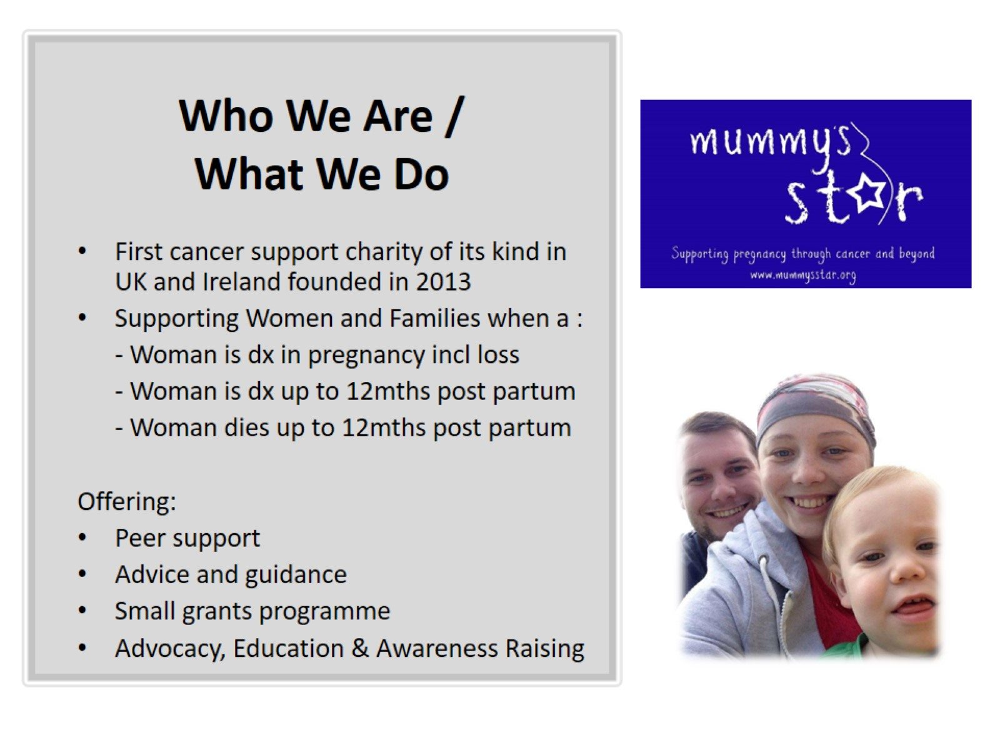 Who We Are /
What We Do
• First cancer support charity of its kind in
UK and Ireland founded in 2013
• Supporting Women and Families when a :
- Woman is dx in pregnancy incl loss
- Woman is dx up to 12mths post partum
- Woman dies up to 12mths post partum
Offering:
• Peer support
• Advice and guidance
• Small grants programme
• Advocacy, Education & Awareness Raising
mummy's
star
Supporting pregnancy through cancer and beyond
www.mummysstar.org